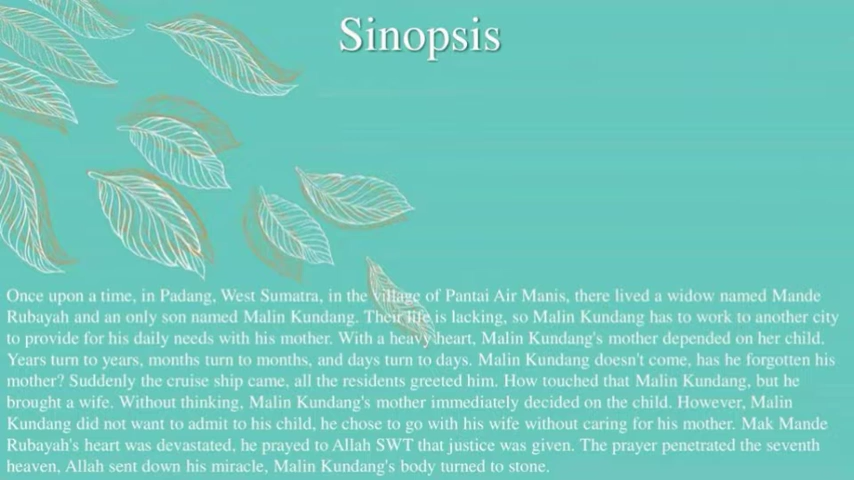 Sinopsis
Once upon a time, in Padang, West Sumatra, in the village of Pantai Air Manis, there lived a widow named Mande
Rubayah and an only son named Malin Kundang. Their life is lacking, so Malin Kundang has to work to another city
to provide for his daily needs with his mother. With a heavy heart, Malin Kundang's mother depended on her child.
Years turn to years, months turn to months, and days turn to days. Malin Kundang doesn't come, has he forgotten his
mother? Suddenly the cruise ship came, all the residents greeted him. How touched that Malin Kundang, but he
brought a wife. Without thinking, Malin Kundang's mother immediately decided on the child. However, Malin
Kundang did not want to admit to his child, he chose to go with his wife without caring for his mother. Mak Mande
Rubayah's heart was devastated, he prayed to Allah SWT that justice was given. The prayer penetrated the seventh
heaven, Allah sent down his miracle, Malin Kundang's body turned to stone.